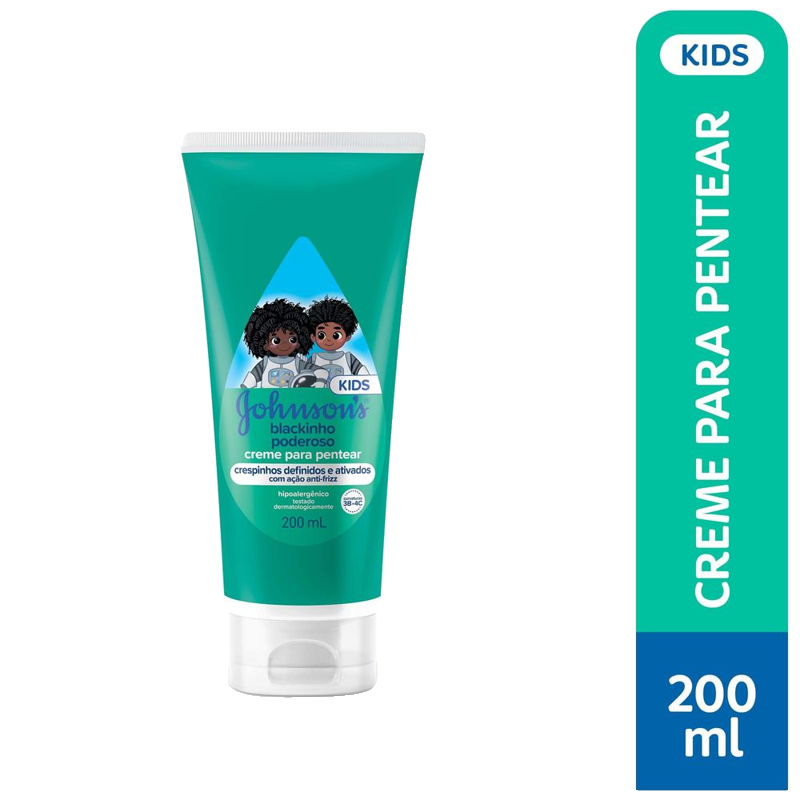 KIDS
Johnson's®
blackinho
poderoso
creme para pentear
crespinhos definidos e ativados
com ação anti-frizz
hipoalergênico
testado
dermatologicamente
curvaturas
3B-4C
200 mL
KIDS
CREME PARA PENTEAR
200
ml